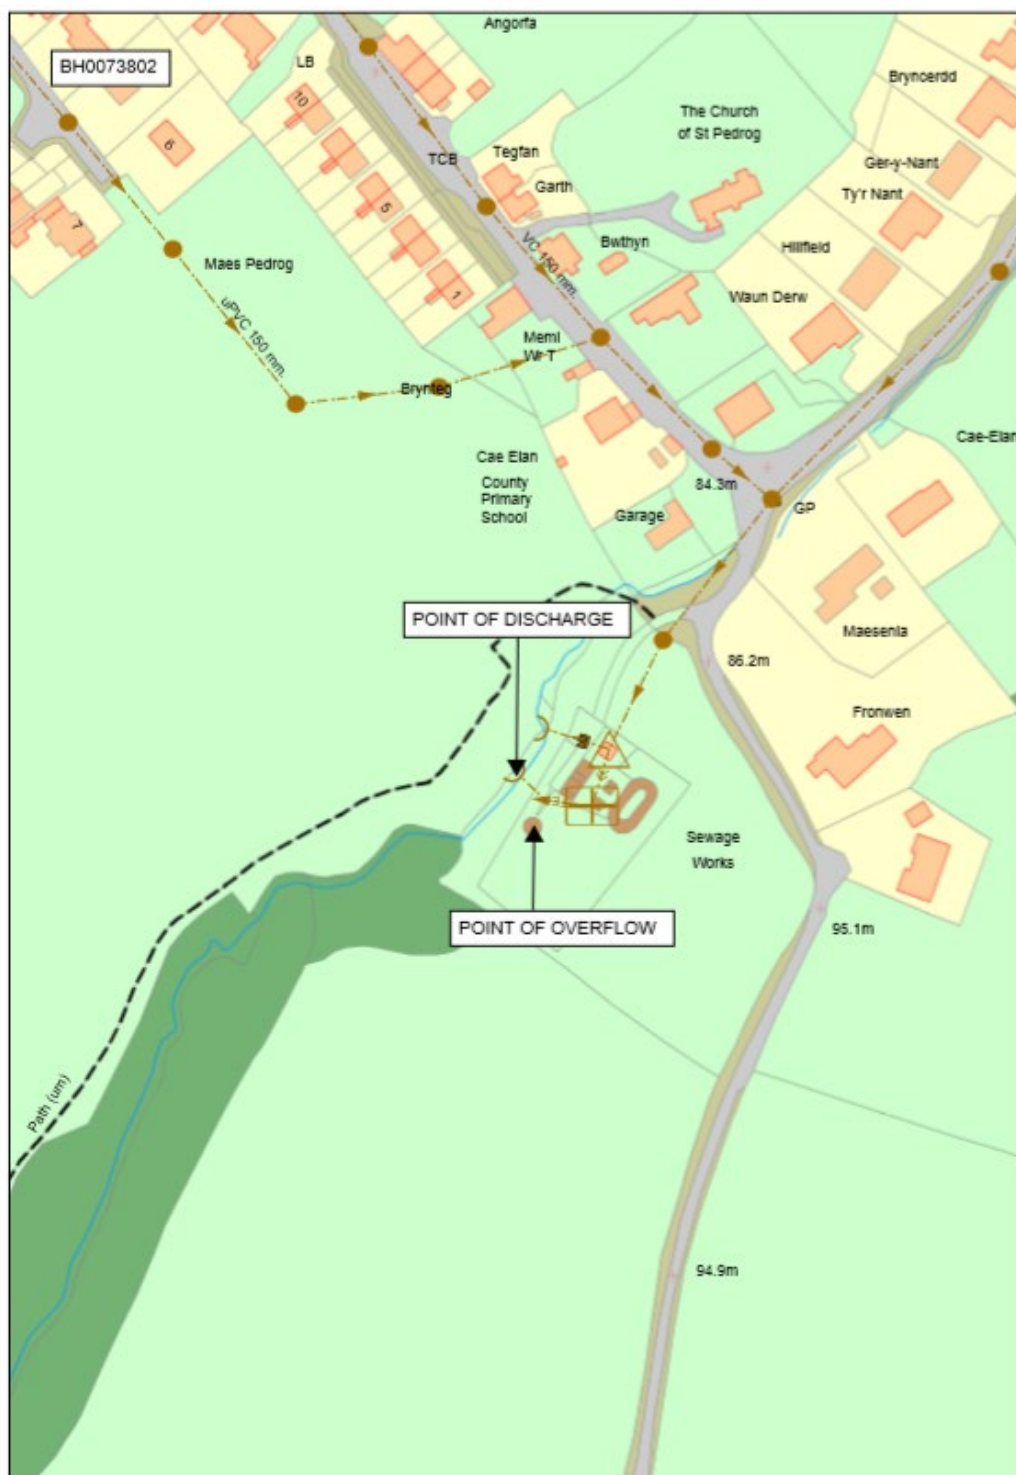 Angorfa
BH0073802
LB
Bryncerdd
10
The Church
of St Pedrog
6
TCB
Tegfan
Ger-y-Nant
Garth
Ty'r Nant
5
7
Maes Pedrog
VC 150 mm.
Bwthyn
Hillfield
1
Waun Derw
uPVC 150 mm.
Meml
Wr T
Brynteg
Cae Elan
Cae-Elan
County
Primary
School
84.3m
GP
Garage
POINT OF DISCHARGE
Maesenla
86.2m
Fronwen
Sewage
Works
POINT OF OVERFLOW
95.1m
Path (um)
94.9m